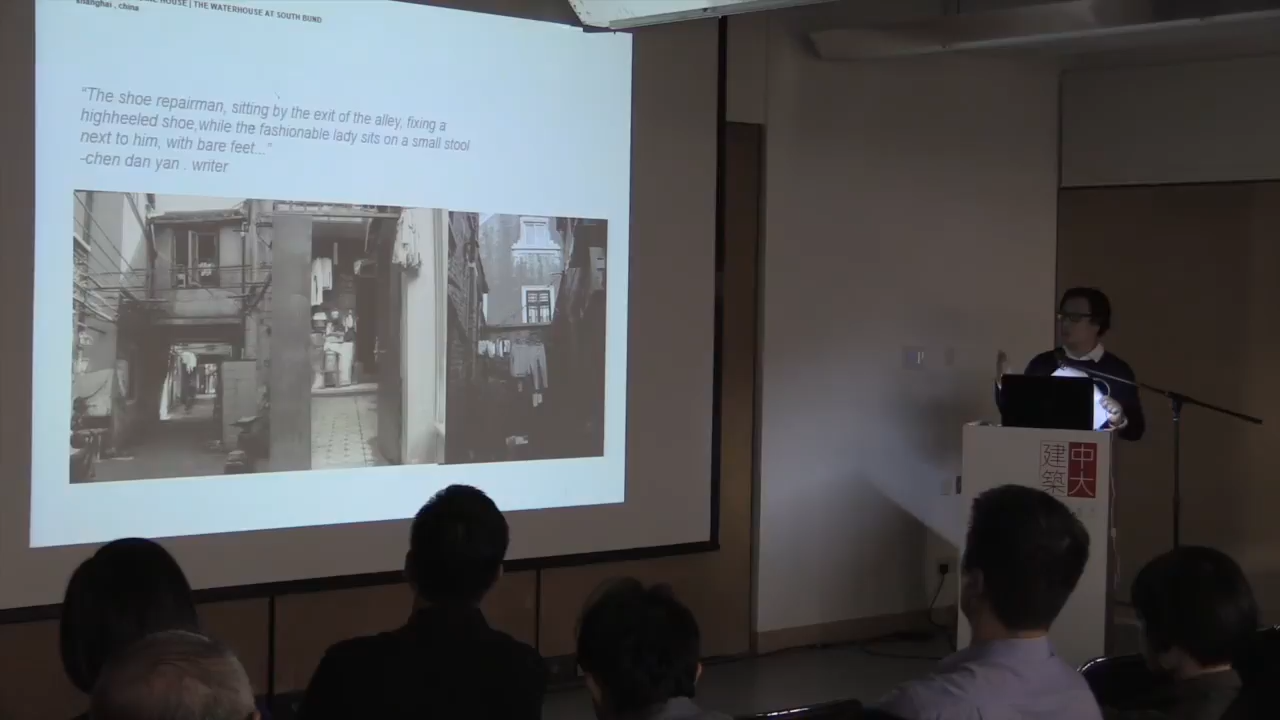 HOUSE | THE WATERHOUSE AT SOUTH BUND
shanghai , china
"The shoe repairman, sitting by the exit of the alley, fixing a
highheeled shoe,while the fashionable lady sits on a small stool
next to him, with bare feet..."
-chen dan yan . writer
建築 中大